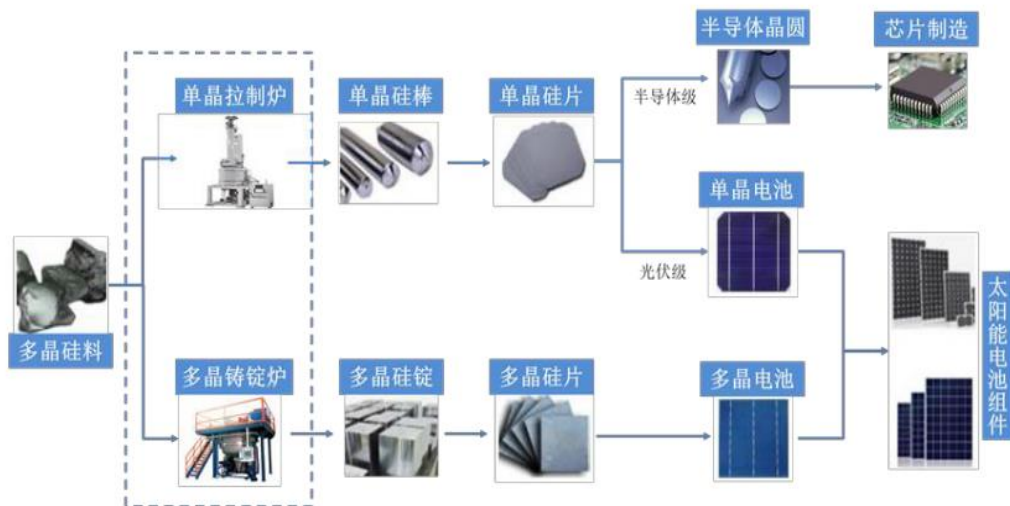 半导体晶圆
芯片制造
单晶拉制炉
单晶硅棒
单晶硅片
半导体级
单晶电池
光伏级
多晶硅料
太阳能电池组件
多晶铸锭炉
多晶硅锭
多晶硅片
多晶电池